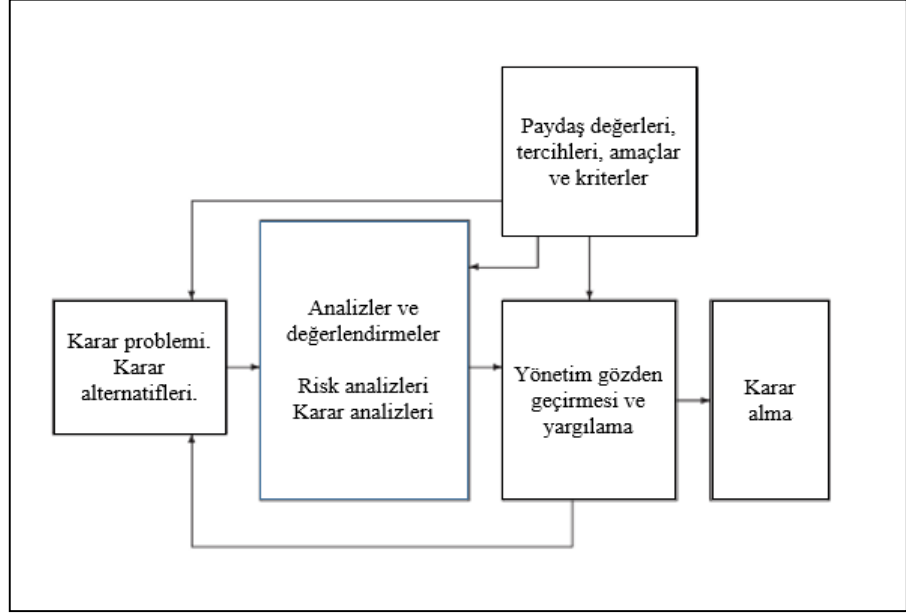 Paydaş değerleri,
tercihleri, amaçlar
ve kriterler
Karar problemi.
Karar
alternatifleri.
Analizler ve
değerlendirmeler
Risk analizleri
Karar analizleri
Yönetim gözden
geçirmesi ve
yargılama
Karar
alma